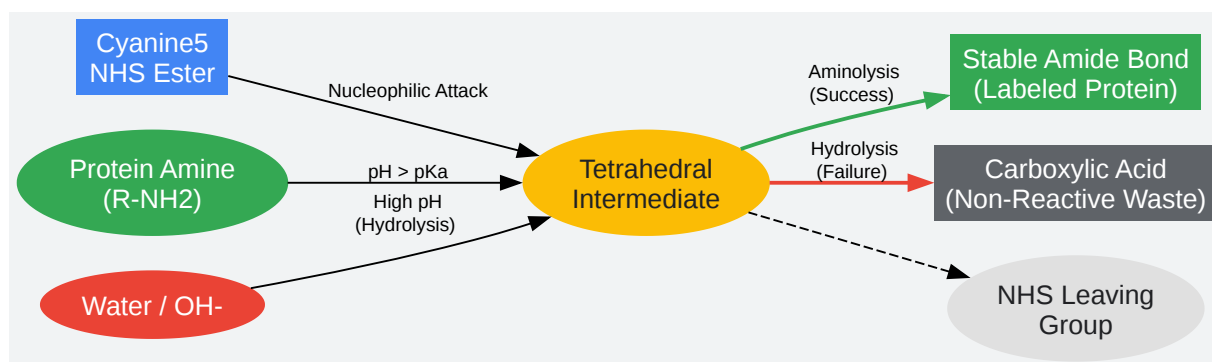 Cyanine5
NHS Ester
Nucleophilic Attack
Protein Amine
(R-NH2)
pH > pKa
High pH
(Hydrolysis)
Water / OH-
Tetrahedral
Intermediate
Aminolysis
(Success)
Hydrolysis
(Failure)
Stable Amide Bond
(Labeled Protein)
Carboxylic Acid
(Non-Reactive Waste)
NHS Leaving
Group